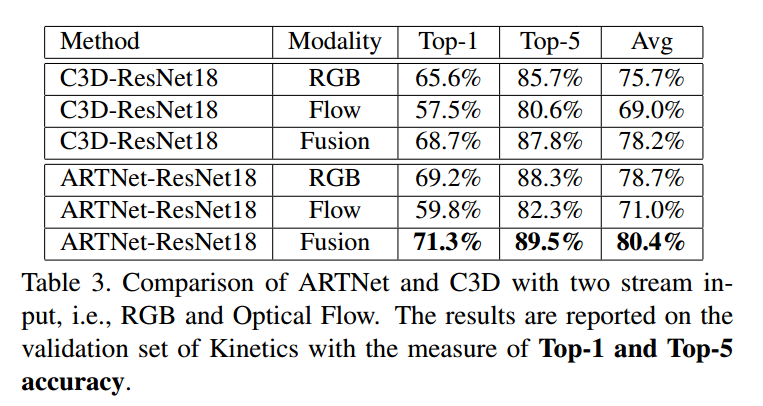 Method Modality Top-1 Top-5 Avg
C3D-ResNet18 RGB 65.6% 85.7% 75.7%
C3D-ResNet18 Flow 57.5% 80.6% 69.0%
C3D-ResNet18 Fusion 68.7% 87.8% 78.2%
ARTNet-ResNet18 RGB 69.2% 88.3% 78.7%
ARTNet-ResNet18 Flow 59.8% 82.3% 71.0%
ARTNet-ResNet18 Fusion 71.3% 89.5% 80.4%
Table 3. Comparison of ARTNet and C3D with two stream in-
put, i.e., RGB and Optical Flow. The results are reported on the
validation set of Kinetics with the measure of Top-1 and Top-5
accuracy.